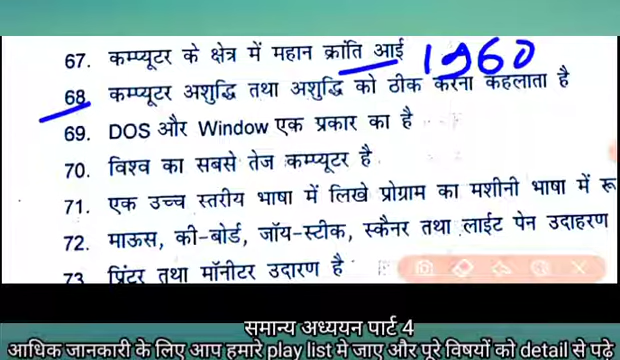 67. कम्प्यूटर के क्षेत्र में महान क्रांति आई 1960
68. कम्प्यूटर अशुद्धि तथा अशुद्धि को ठीक करना कहलाता है
69. DOS और Window एक प्रकार का है
70. विश्व का सबसे तेज कम्प्यूटर है
71. एक उच्च स्तरीय भाषा में लिखे प्रोग्राम का मशीनी भाषा में रू
72. माऊस, की-बोर्ड, जॉय-स्टीक, स्कैनर तथा लाईट पेन उदाहरण
73 प्रिंटर तथा मॉनीटर उदारण है
समान्य अध्ययन पार्ट 4
आधिक जानकारी के लिए आप हमारे play list मे जाए और पूरे विषयों को detail से पढ़े